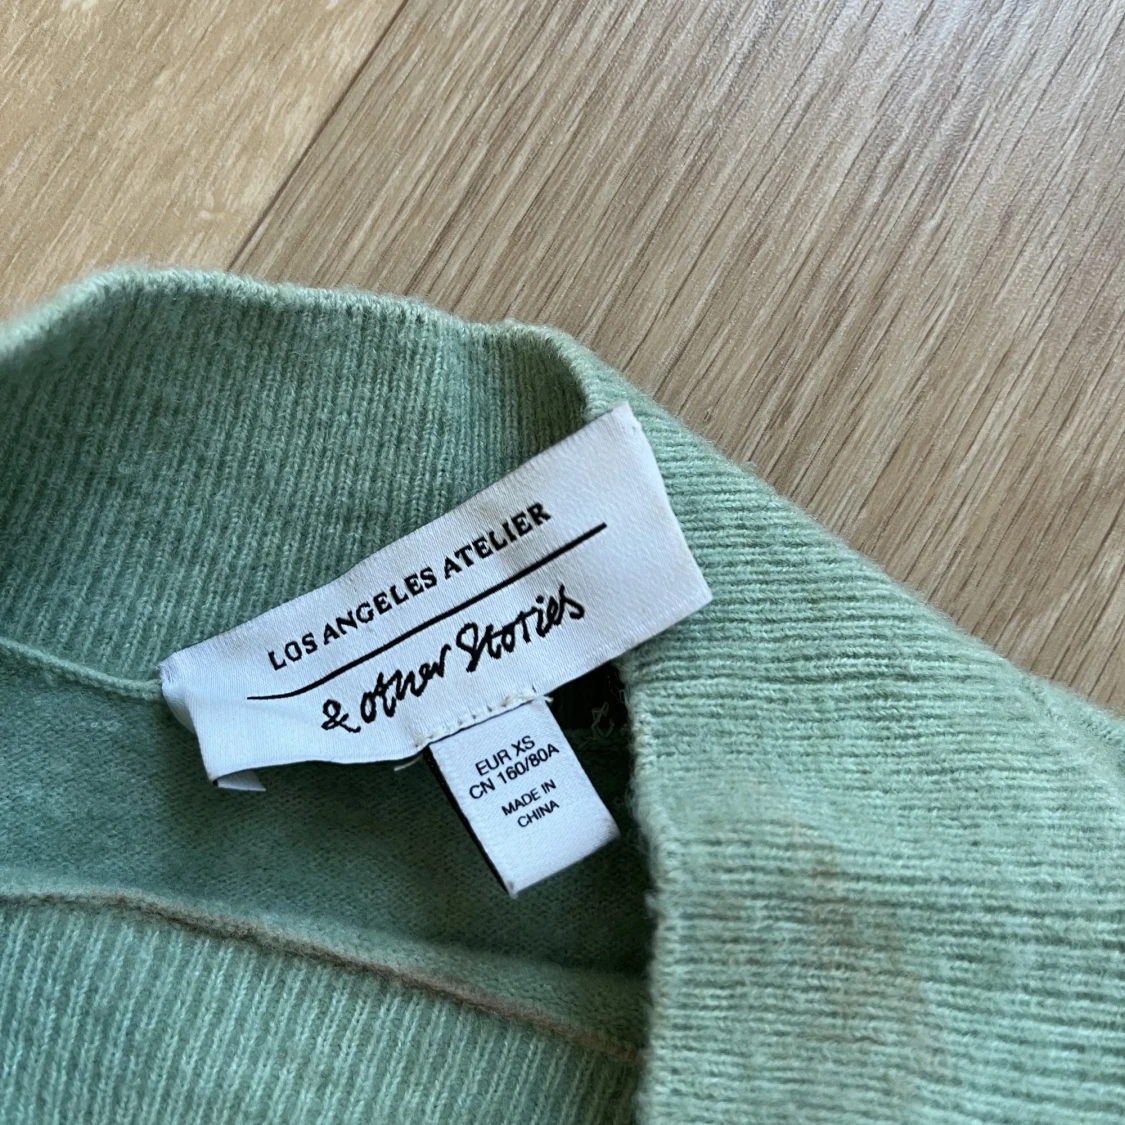 LOS ANGELES ATELIER
& other Stories
EUR XS
CN 160/80A
MADE IN
CHINA